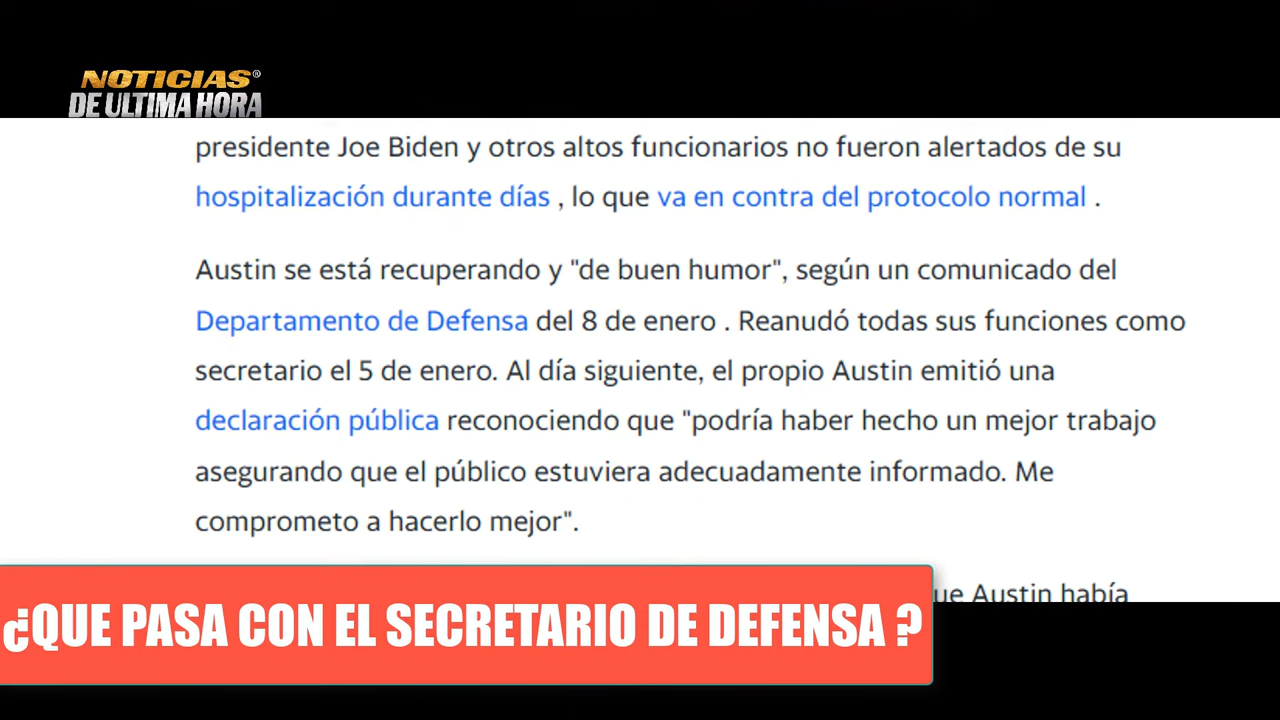 NOTICIAS®
DE ULTIMA HORA
presidente Joe Biden y otros altos funcionarios no fueron alertados de su
hospitalización durante días , lo que va en contra del protocolo normal .
Austin se está recuperando y "de buen humor", según un comunicado del
Departamento de Defensa del 8 de enero . Reanudó todas sus funciones como
secretario el 5 de enero. Al día siguiente, el propio Austin emitió una
declaración pública reconociendo que "podría haber hecho un mejor trabajo
asegurando que el público estuviera adecuadamente informado. Me
comprometo a hacerlo mejor".
Austin había
¿QUE PASA CON EL SECRETARIO DE DEFENSA ?